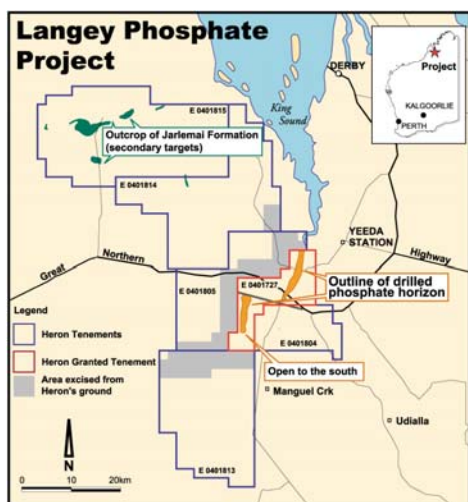 Langey Phosphate
Project
DERBY
King
Sound
Project
KALGOORLIE
PERTH
E 0401815
Outcrop of Jarlemai Formation
(secondary targets)
E 0401814
YEEDA
STATION
Great
Northern
Highway
E 0401727
Outline of drilled
phosphate horizon
E 0401805
Legend
Heron Tenements
Heron Granted Tenement
Area excised from
Heron's ground
E 0401804
Open to the south
Manguel Crk
Udialla
E 0401813
N
0 10 20km